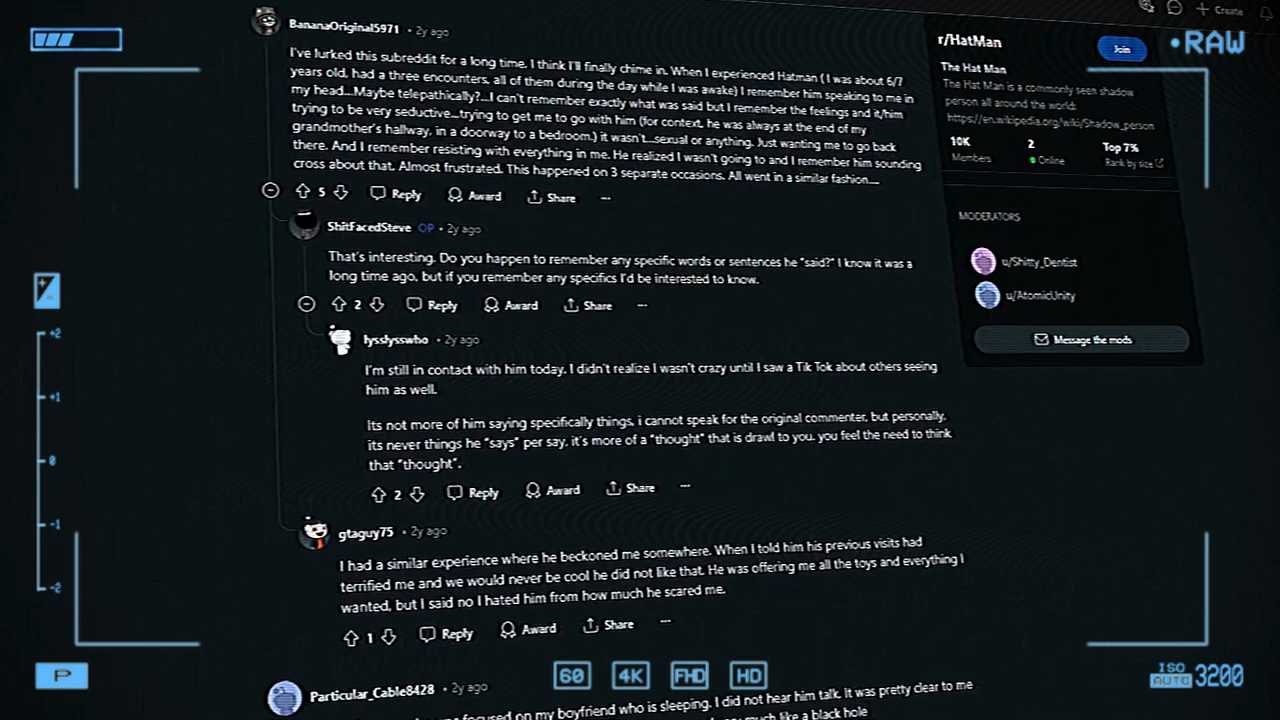 BananaOriginal5971 • 2y ago
I've lurked this subreddit for a long time. I think I'll finally chime in. When I experienced Hatman ( I was about 6/7
years old, had a three encounters, all of them during the day while I was awake) I remember him speaking to me in
my head...Maybe telepathically?...I can't remember exactly what was said but I remember the feelings and it/him
trying to be very seductive...trying to get me to go with him (for context, he was always at the end of my
grandmother's hallway, in a doorway to a bedroom.) it wasn't...sexual or anything. Just wanting me to go back
there. And I remember resisting with everything in me. He realized I wasn't going to and I remember him sounding
cross about that. Almost frustrated. This happened on 3 separate occasions. All went in a similar fashion....
5 Reply Award Share ...
ShitFacedSteve OP • 2y ago
That's interesting. Do you happen to remember any specific words or sentences he "said?" I know it was a
long time ago, but if you remember any specifics I'd be interested to know.
2 Reply Award Share ...
lysslysswho • 2y ago
I'm still in contact with him today. I didn't realize I wasn't crazy until I saw a Tik Tok about others seeing
him as well.
Its not more of him saying specifically things, i cannot speak for the original commenter, but personally,
its never things he "says" per say, it's more of a "thought" that is drawl to you. you feel the need to think
that "thought".
2 Reply Award Share ...
gtaguy75 • 2y ago
I had a similar experience where he beckoned me somewhere. When I told him his previous visits had
terrified me and we would never be cool he did not like that. He was offering me all the toys and everything I
wanted, but I said no I hated him from how much he scared me.
1 Reply Award Share ...
Particular_Cable8428 • 2y ago
focused on my boyfriend who is sleeping. I did not hear him talk. It was pretty clear to me
much like a black hole
+ Create
r/HatMan
Join
The Hat Man
The Hat Man is a commonly seen shadow
person all around the world:
https://en.wikipedia.org/wiki/Shadow_person
10K 2 Top 7%
Members Online Rank by size
MODERATORS
u/Shitty_Dentist
u/AtomicUnity
Message the mods
•RAW
+2
+1
0
-1
-2
P
60 4K FHD HD
ISO AUTO 3200